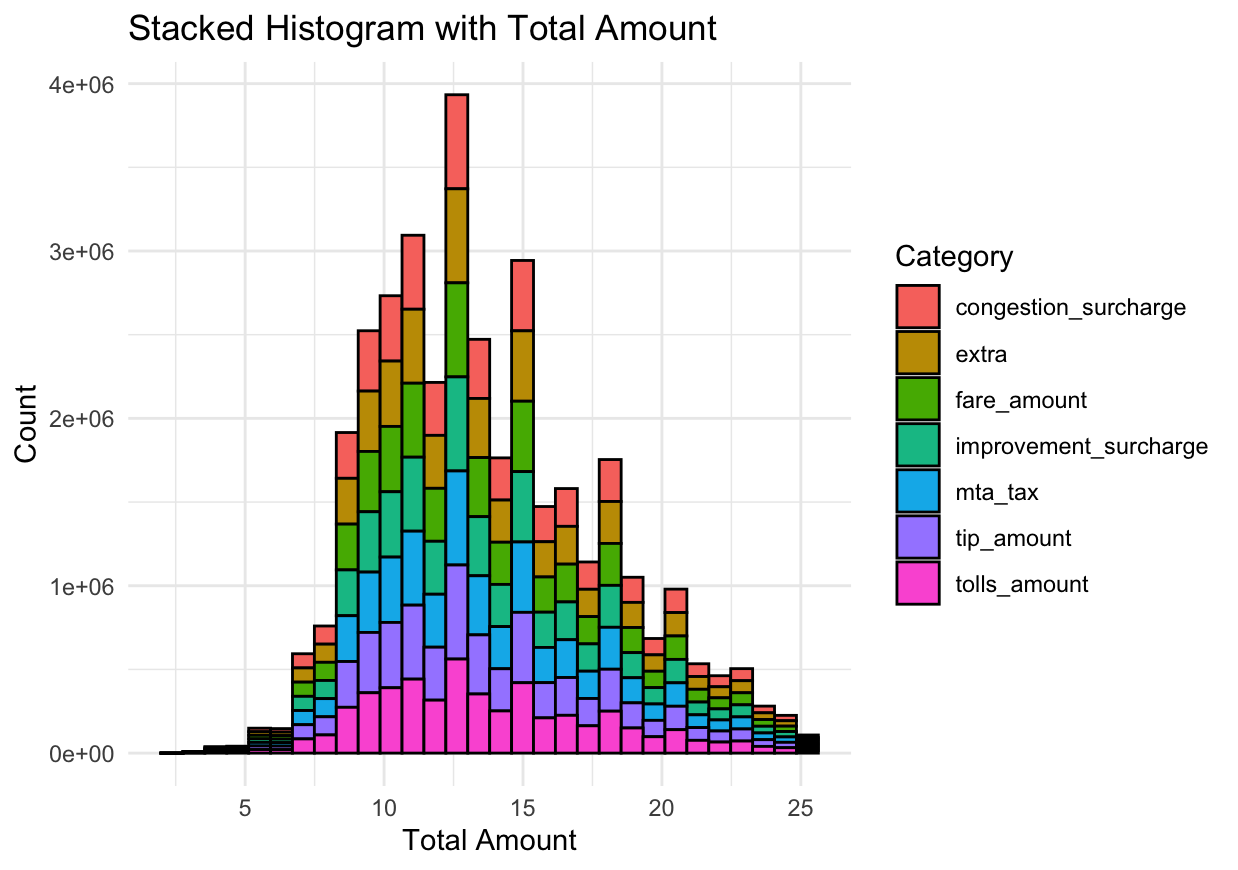 Stacked Histogram with Total Amount
4e+06
3e+06
2e+06
1e+06
0e+00
Count
5 10 15 20 25
Total Amount
Category
congestion_surcharge
extra
fare_amount
improvement_surcharge
mta_tax
tip_amount
tolls_amount